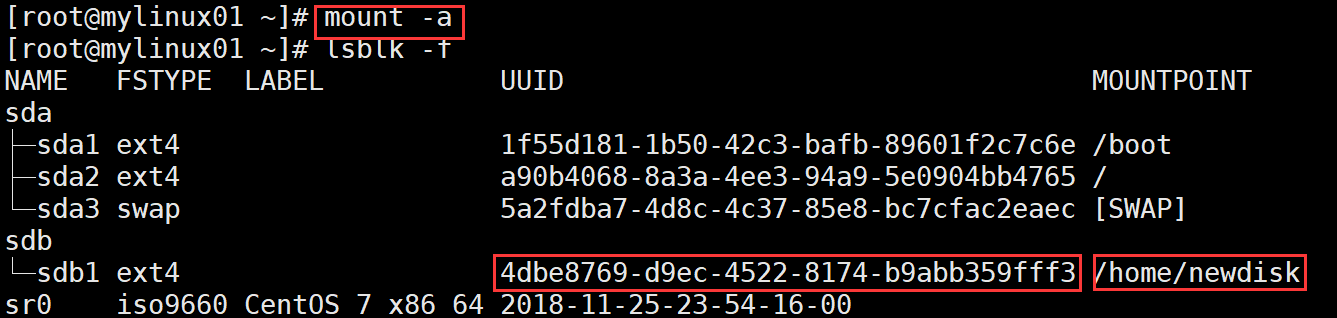 [root@mylinux01 ~]# mount -a
[root@mylinux01 ~]# lsblk -f
NAME   FSTYPE  LABEL           UUID                                 MOUNTPOINT
sda
├─sda1 ext4                    1f55d181-1b50-42c3-bafb-89601f2c7c6e /boot
├─sda2 ext4                    a90b4068-8a3a-4ee3-94a9-5e0904bb4765 /
└─sda3 swap                    5a2fdba7-4d8c-4c37-85e8-bc7cfac2eaec [SWAP]
sdb
└─sdb1 ext4                    4dbe8769-d9ec-4522-8174-b9abb359fff3 /home/newdisk
sr0    iso9660 CentOS 7 x86 64 2018-11-25-23-54-16-00